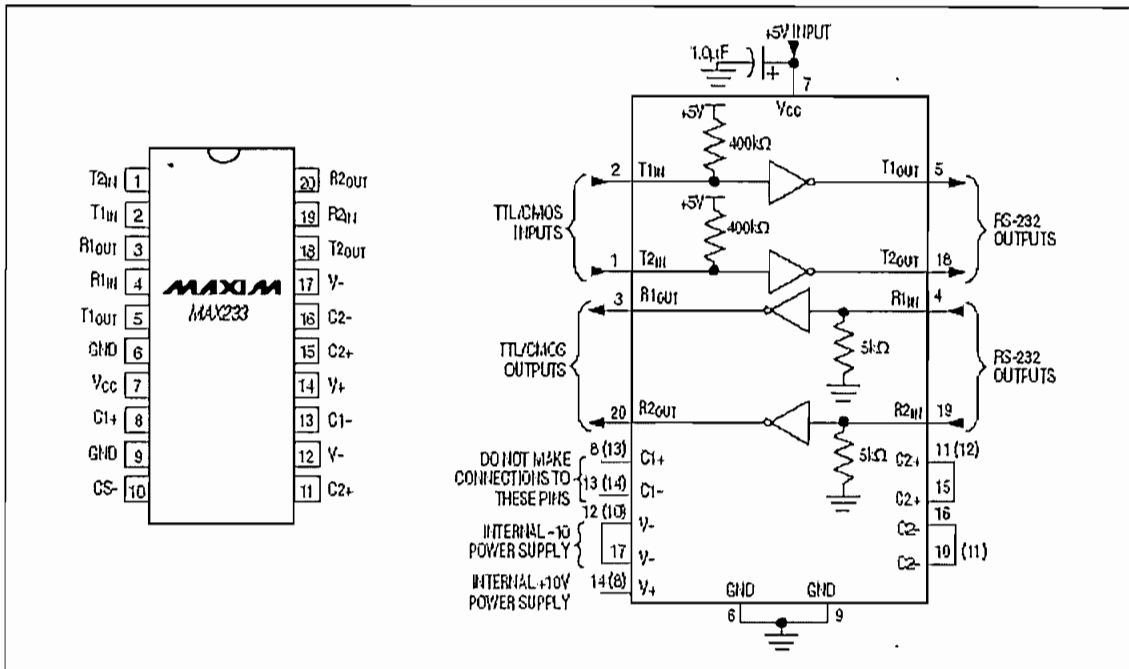 T2IN 1
T1IN 2
R1OUT 3
R1IN 4
T1OUT 5
GND 6
VCC 7
C1+ 8
GND 9
CS- 10
20 R2OUT
19 R2IN
18 T2OUT
17 V-
16 C2-
15 C2+
14 V+
13 C1-
12 V-
11 C2+
MAXIM
MAX233
+5V INPUT
1.0µF
+
7
VCC
+5V
400kΩ
2 T1IN
T1OUT 5
+5V
400kΩ
1 T2IN
T2OUT 18
TTL/CMOS
INPUTS
RS-232
OUTPUTS
3 R1OUT
R1IN 4
5kΩ
TTL/CMOS
OUTPUTS
RS-232
OUTPUTS
20 R2OUT
R2IN 19
5kΩ
DO NOT MAKE
CONNECTIONS TO
THESE PINS
8 (13) C1+
13 (14) C1-
INTERNAL -10
POWER SUPPLY
12 (10) V-
17 V-
INTERNAL +10V
POWER SUPPLY
14 (8) V+
C2+ 11 (12)
C2+ 15
C2- 16
C2- 10 (11)
GND
GND
6
9